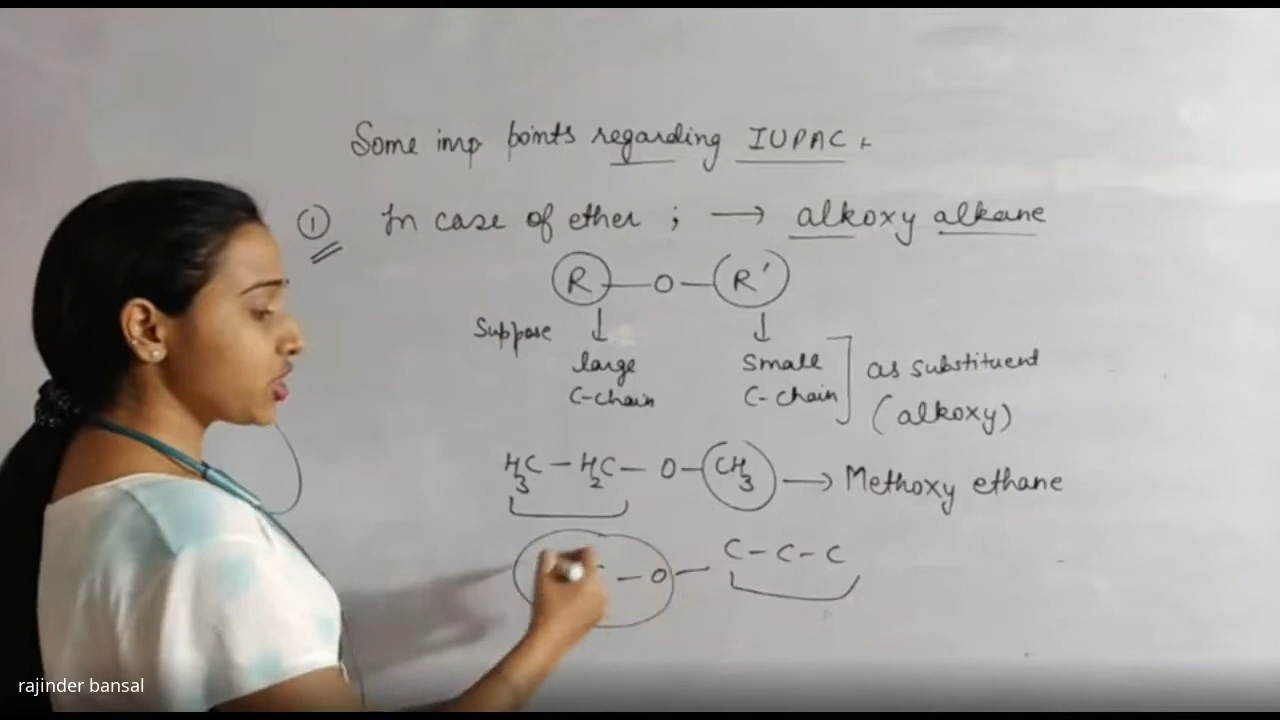 Some imp points regarding IUPAC :
① In case of ether ; → alkoxy alkane
R — O — R'
Suppose ↓ ↓
large small as substituent
C-chain C-chain (alkoxy)
H₃C — H₂C — O — CH₃ → Methoxy ethane
— O — C – C – C
rajinder bansal